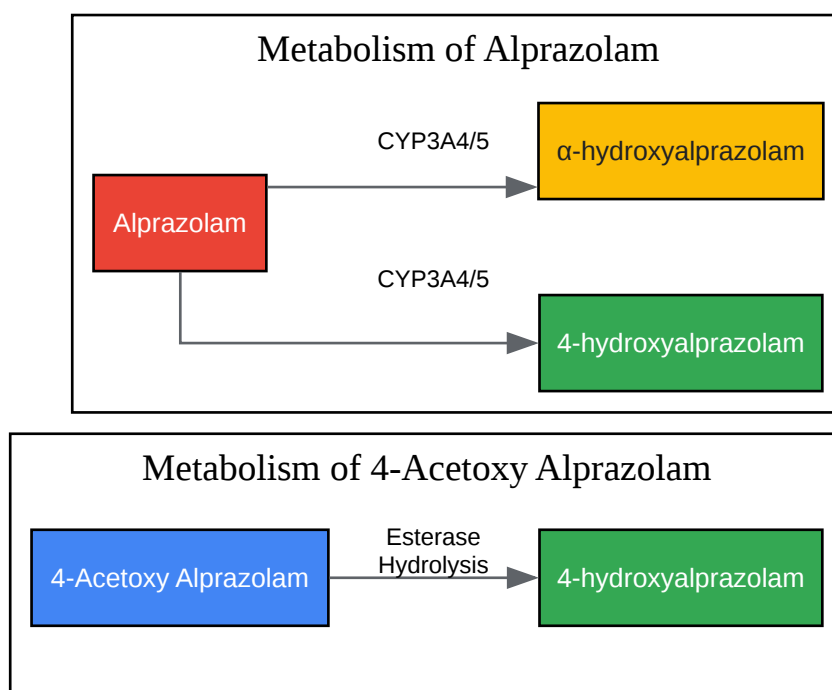 Metabolism of Alprazolam
CYP3A4/5
α-hydroxyalprazolam
Alprazolam
CYP3A4/5
4-hydroxyalprazolam
Metabolism of 4-Acetoxy Alprazolam
4-Acetoxy Alprazolam
Esterase
Hydrolysis
4-hydroxyalprazolam